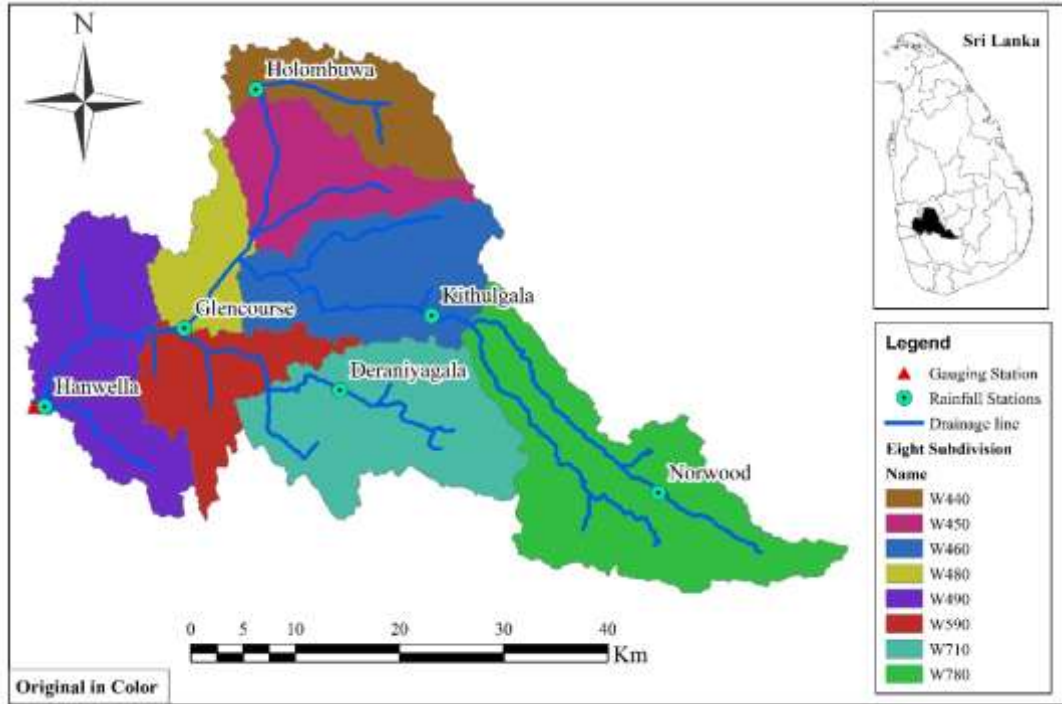 N
Sri Lanka
Holombuwa
Glencourse
Kithulgala
Hanwella
Deraniyagala
Norwood
Legend
Gauging Station
Rainfall Stations
Drainage line
Eight Subdivision
Name
W440
W450
W460
W480
W490
W590
W710
W780
0 5 10 20 30 40
Km
Original in Color